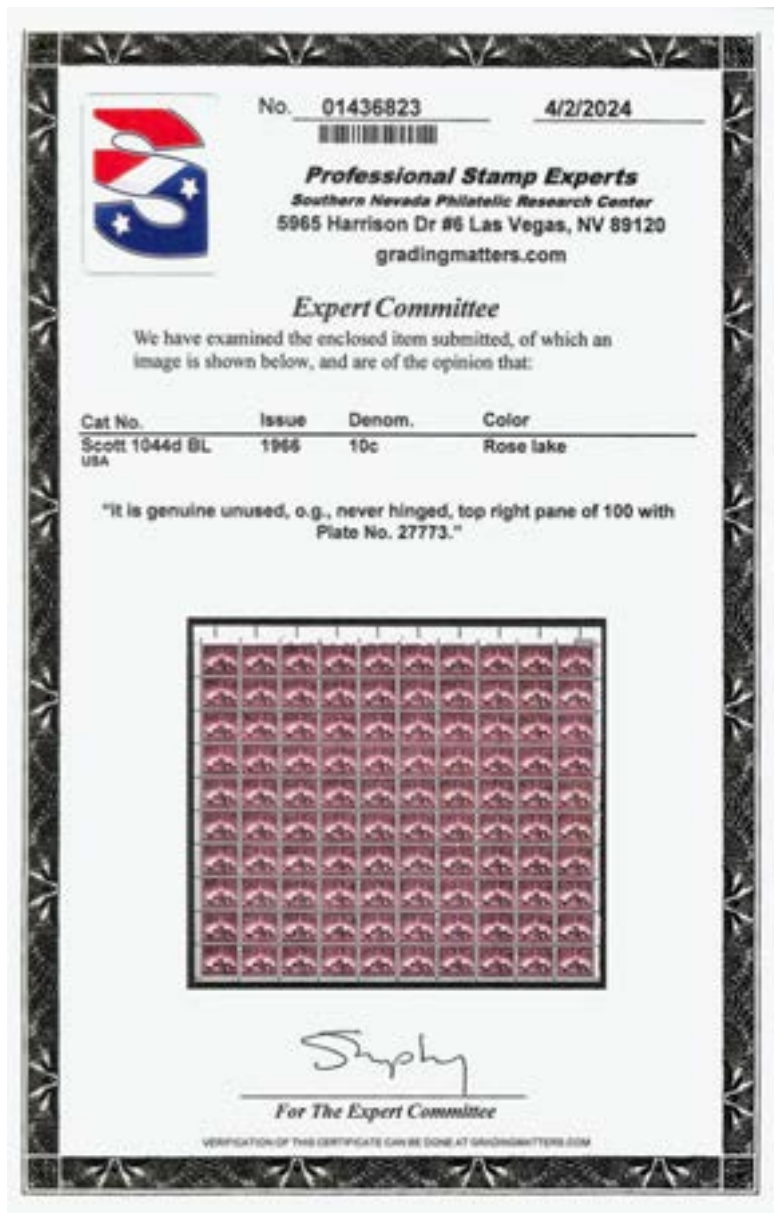 No. 01436823 4/2/2024
Professional Stamp Experts
Southern Nevada Philatelic Research Center
5965 Harrison Dr #6 Las Vegas, NV 89120
gradingmatters.com
Expert Committee
We have examined the enclosed item submitted, of which an
image is shown below, and are of the opinion that:
Cat No. Issue Denom. Color
Scott 1044d BL 1966 10c Rose lake
USA
"it is genuine unused, o.g., never hinged, top right pane of 100 with
Plate No. 27773."
For The Expert Committee
VERIFICATION OF THIS CERTIFICATE CAN BE DONE AT GRADINGMATTERS.COM